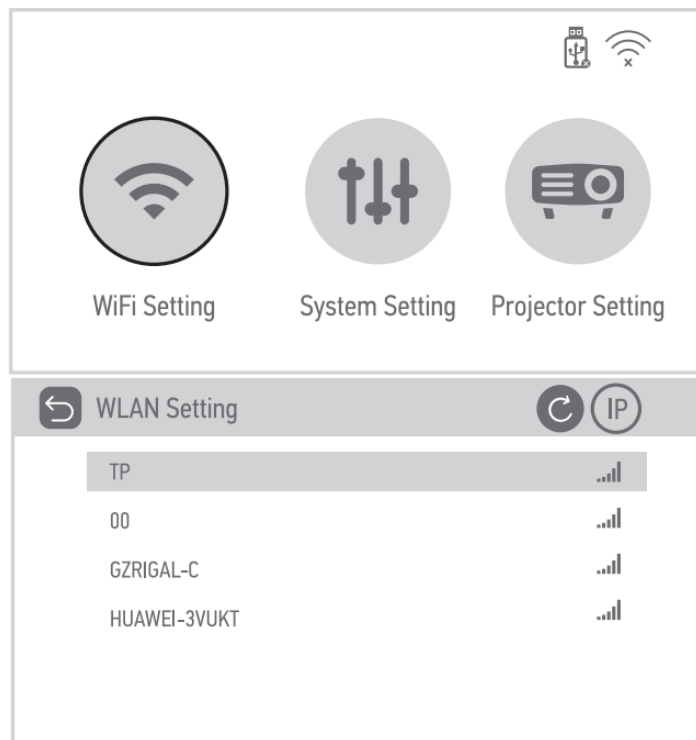 WiFi Setting
System Setting
Projector Setting
WLAN Setting
IP
TP
00
GZRIGAL-C
HUAWEI-3VUKT